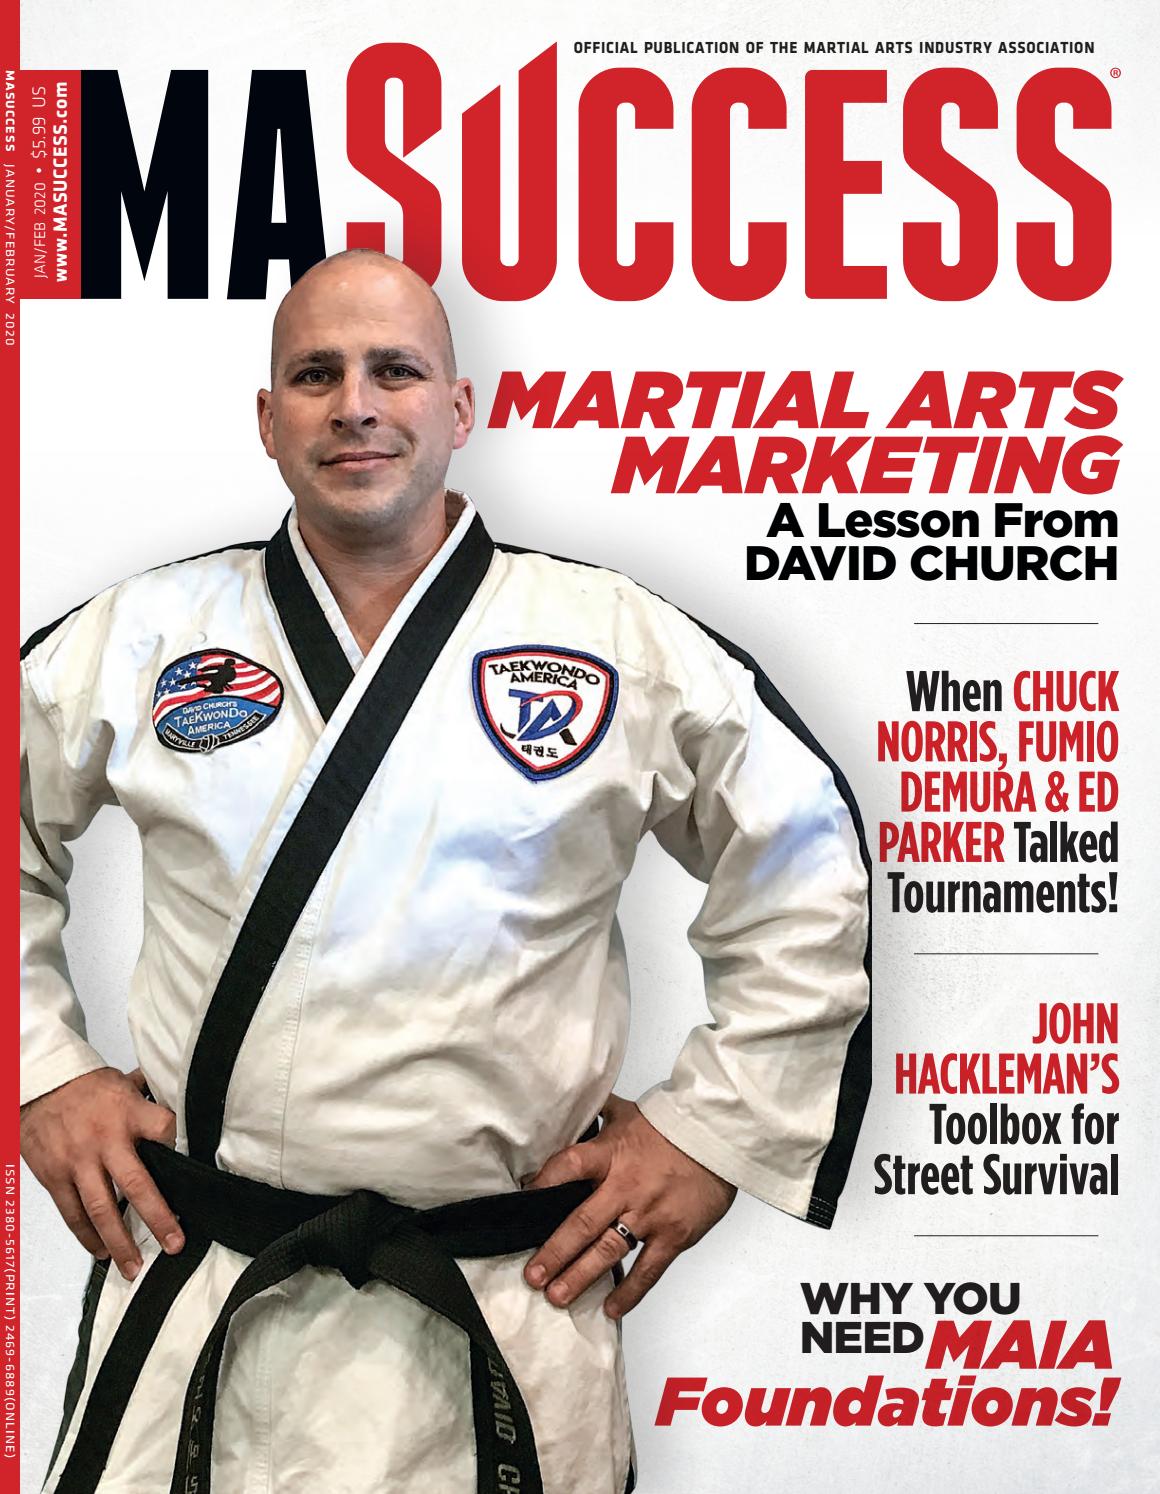 OFFICIAL PUBLICATION OF THE MARTIAL ARTS INDUSTRY ASSOCIATION
MASUCCESS®
JAN/FEB 2020 • $5.99 US
www.MASUCCESS.com
MASUCCESS JANUARY/FEBRUARY 2020
MARTIAL ARTS
MARKETING
A Lesson From
DAVID CHURCH
When CHUCK
NORRIS, FUMIO
DEMURA & ED
PARKER Talked
Tournaments!
JOHN
HACKLEMAN'S
Toolbox for
Street Survival
WHY YOU
NEED MAIA
Foundations!
DAVID CHURCH'S
TAEKWONDO
AMERICA
MARYVILLE TENNESSEE
TAEKWONDO
AMERICA
TA
태권도
DAVID CH
ISSN 2380-5617(PRINT) 2469-6889(ONLINE)